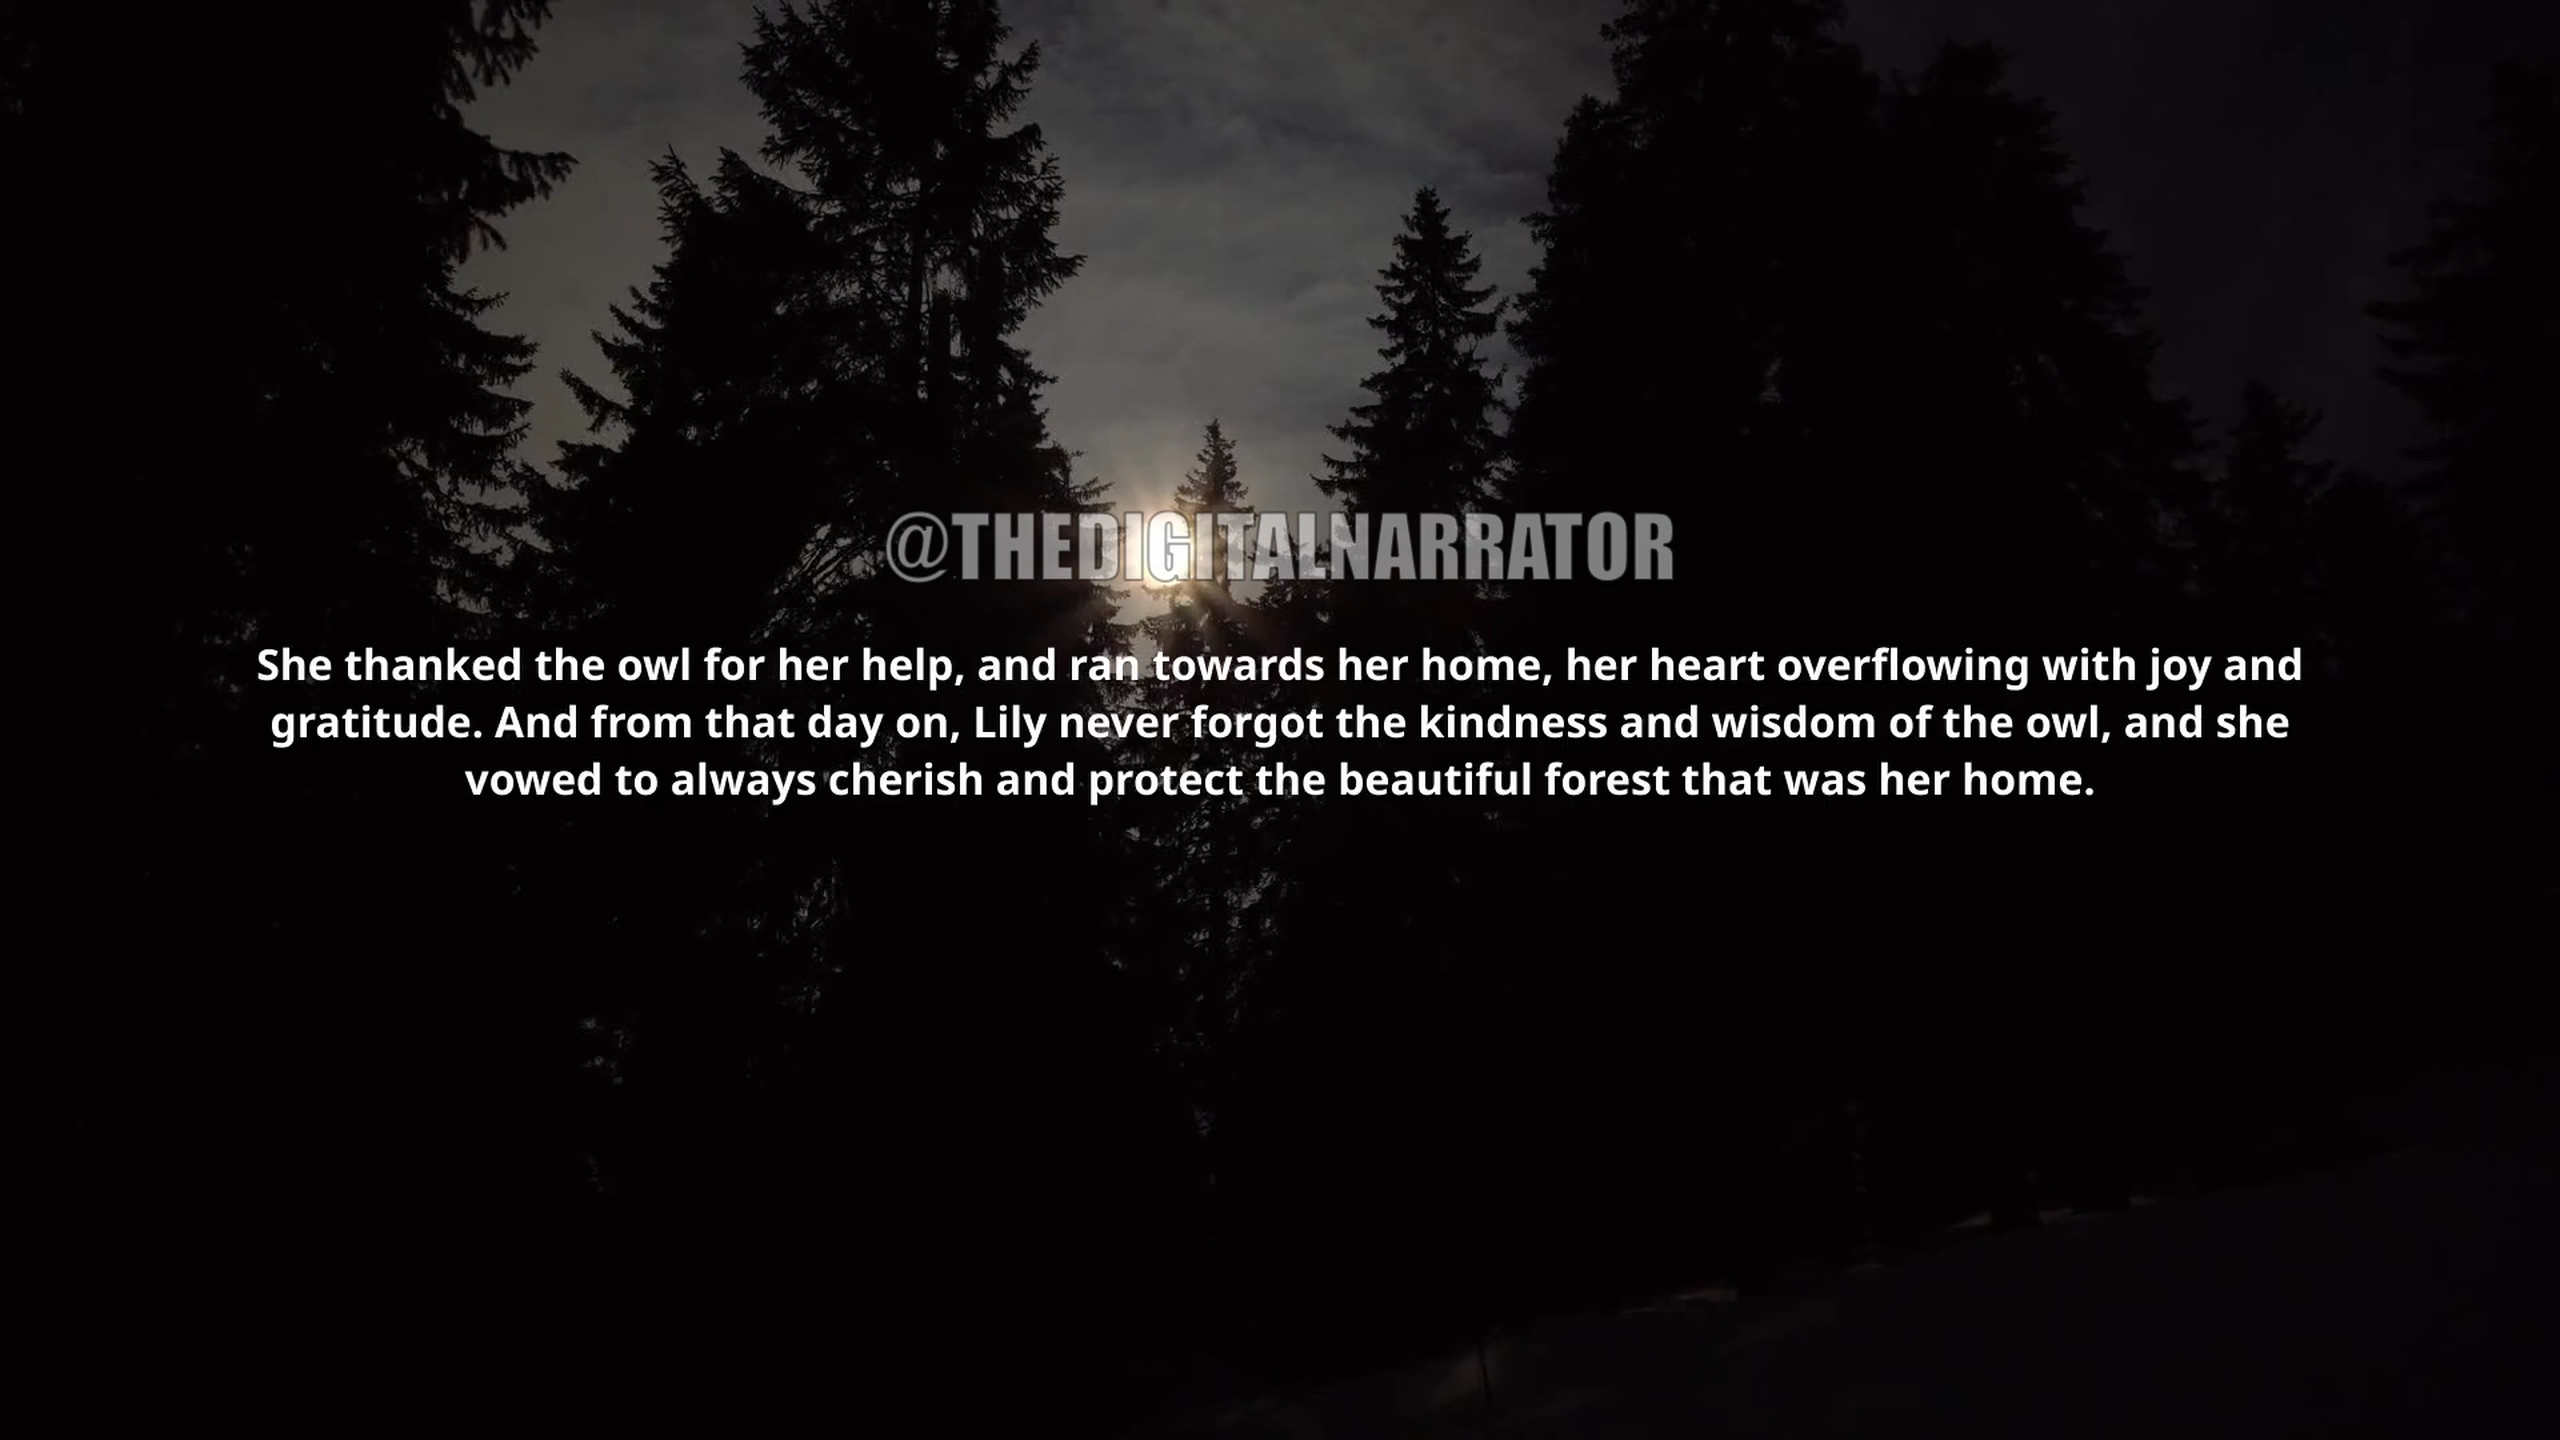 @THEDIGITALNARRATOR
She thanked the owl for her help, and ran towards her home, her heart overflowing with joy and
gratitude. And from that day on, Lily never forgot the kindness and wisdom of the owl, and she
vowed to always cherish and protect the beautiful forest that was her home.